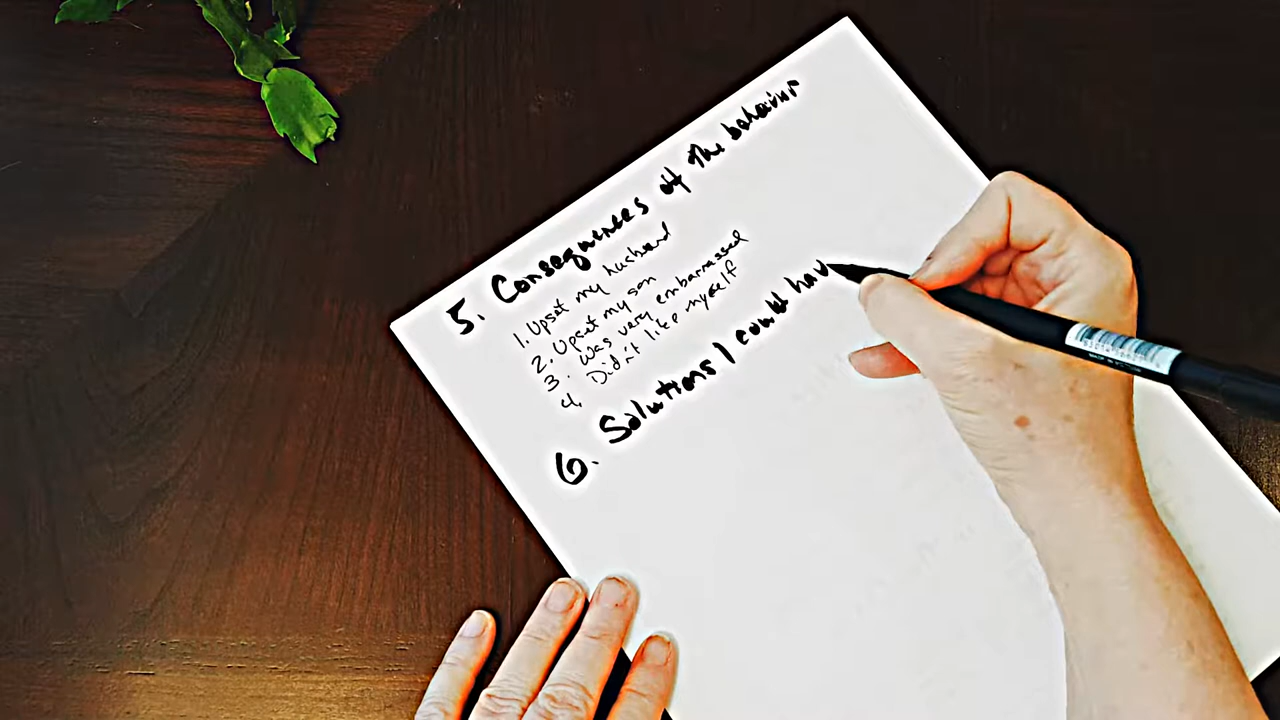 5. Consequences of the behavior
1. Upset my husband
2. Upset my son
3. Was very embarrassed
4. Didn't like myself
6. Solutions I could hav